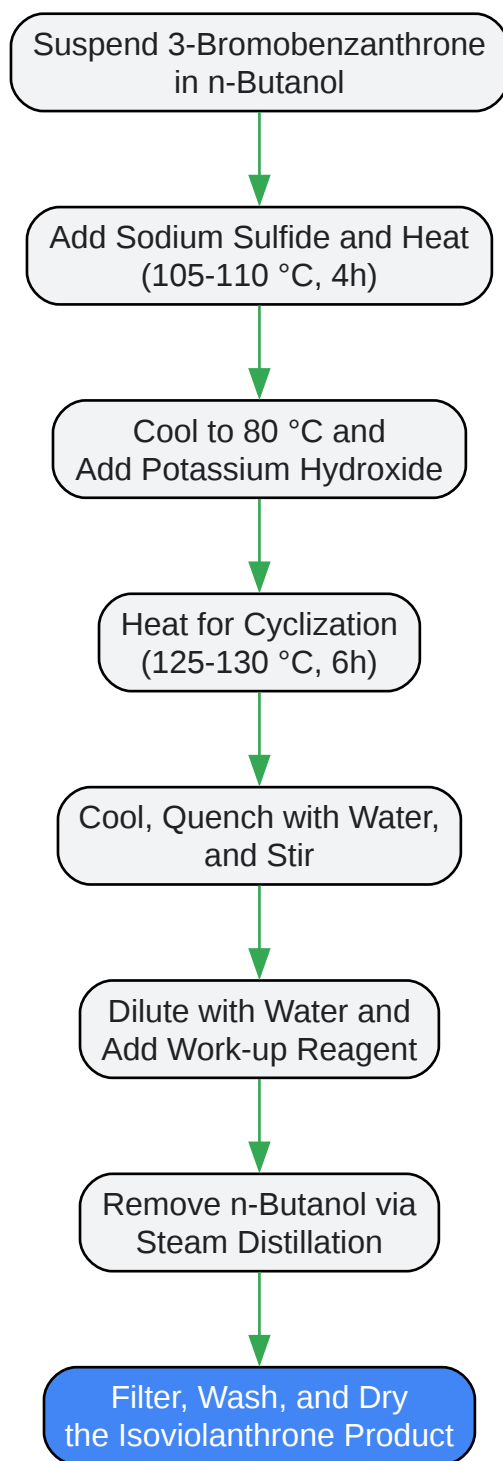 Suspend 3-Bromobenzanthrone
in n-Butanol
Add Sodium Sulfide and Heat
(105-110 °C, 4h)
Cool to 80 °C and
Add Potassium Hydroxide
Heat for Cyclization
(125-130 °C, 6h)
Cool, Quench with Water,
and Stir
Dilute with Water and
Add Work-up Reagent
Remove n-Butanol via
Steam Distillation
Filter, Wash, and Dry
the Isoviolanthrone Product